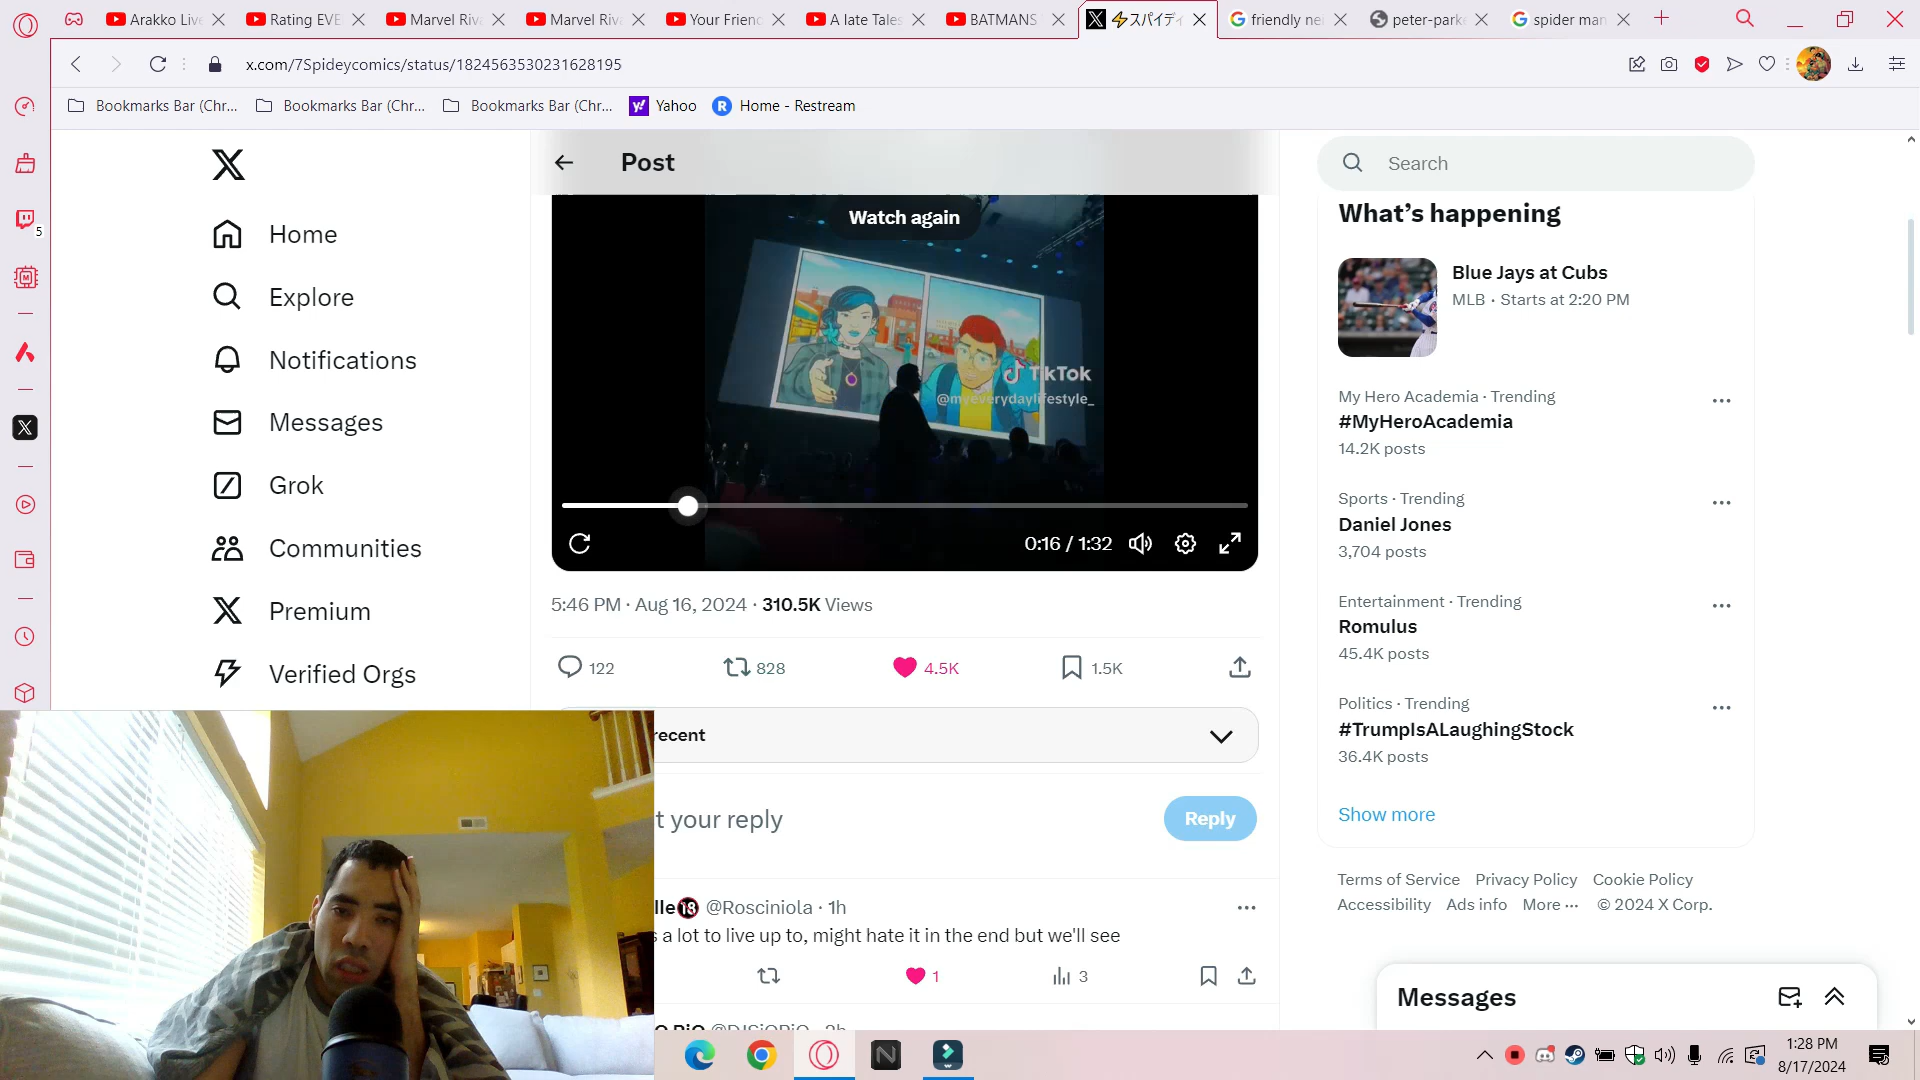 Arakko Liv
Rating EVE
Marvel Riv
Marvel Riv
Your Frien
A late Tales
BATMANS
⚡スパイディ
friendly ne
peter-park
spider man
x.com/7Spideycomics/status/1824563530231628195
Bookmarks Bar (Chr...
Bookmarks Bar (Chr...
Bookmarks Bar (Chr...
Yahoo
Home - Restream
5
Home
Explore
Notifications
Messages
Grok
Communities
Premium
Verified Orgs
Post
Watch again
TikTok
@myeverydaylifestyle_
0:16 / 1:32
5:46 PM · Aug 16, 2024 · 310.5K Views
122
828
4.5K
1.5K
recent
t your reply
Reply
lle🔞 @Rosciniola · 1h
s a lot to live up to, might hate it in the end but we'll see
1
3
Search
What's happening
Blue Jays at Cubs
MLB · Starts at 2:20 PM
My Hero Academia · Trending
#MyHeroAcademia
14.2K posts
Sports · Trending
Daniel Jones
3,704 posts
Entertainment · Trending
Romulus
45.4K posts
Politics · Trending
#TrumpIsALaughingStock
36.4K posts
Show more
Terms of Service Privacy Policy Cookie Policy
Accessibility Ads info More ··· © 2024 X Corp.
Messages
1:28 PM
8/17/2024